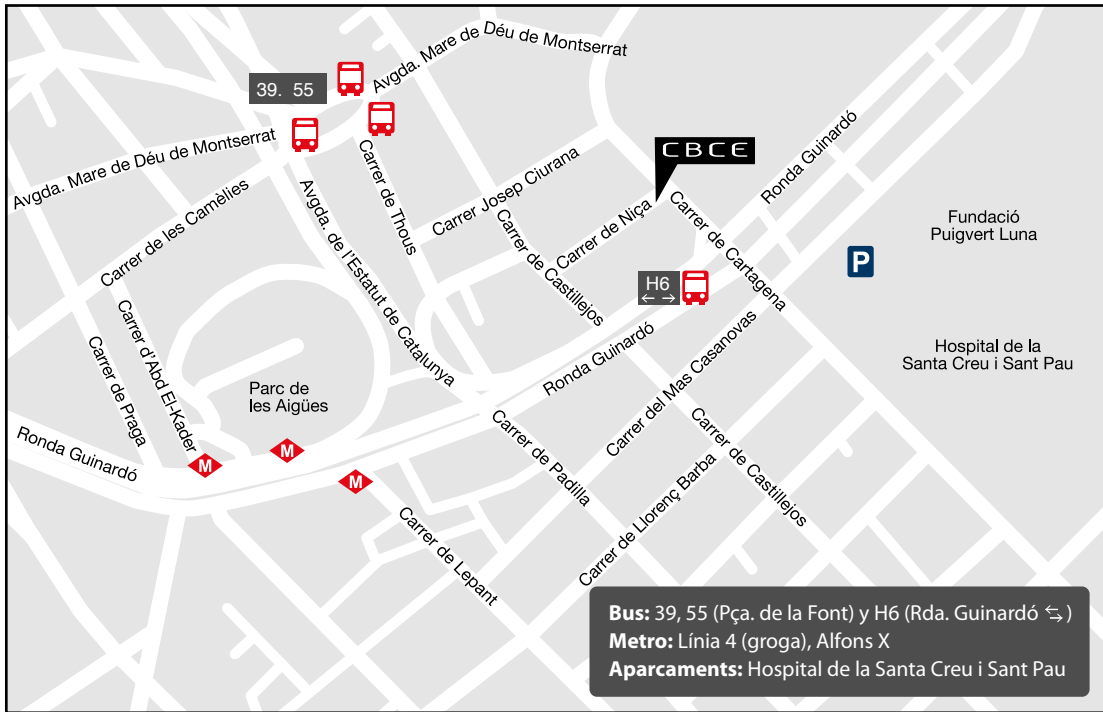 Avgda. Mare de Déu de Montserrat
39. 55
Avgda. Mare de Déu de Montserrat
CBCE
Ronda Guinardó
Carrer de Thous
Carrer Josep Ciurana
Carrer de les Camèlies
Avgda. de l'Estatut de Catalunya
Carrer de Niça
Carrer de Cartagena
Fundació
Puigvert Luna
P
Carrer de Castillejos
H6
← →
Carrer d'Abd El-Kader
Carrer de Praga
Ronda Guinardó
Carrer del Mas Casanovas
Hospital de la
Santa Creu i Sant Pau
Parc de
les Aigües
Ronda Guinardó
M
M
M
Carrer de Padilla
Carrer de Castillejos
Carrer de Llorenç Barba
Carrer de Lepant
Bus: 39, 55 (Pça. de la Font) y H6 (Rda. Guinardó ⇆)
Metro: Línia 4 (groga), Alfons X
Aparcaments: Hospital de la Santa Creu i Sant Pau